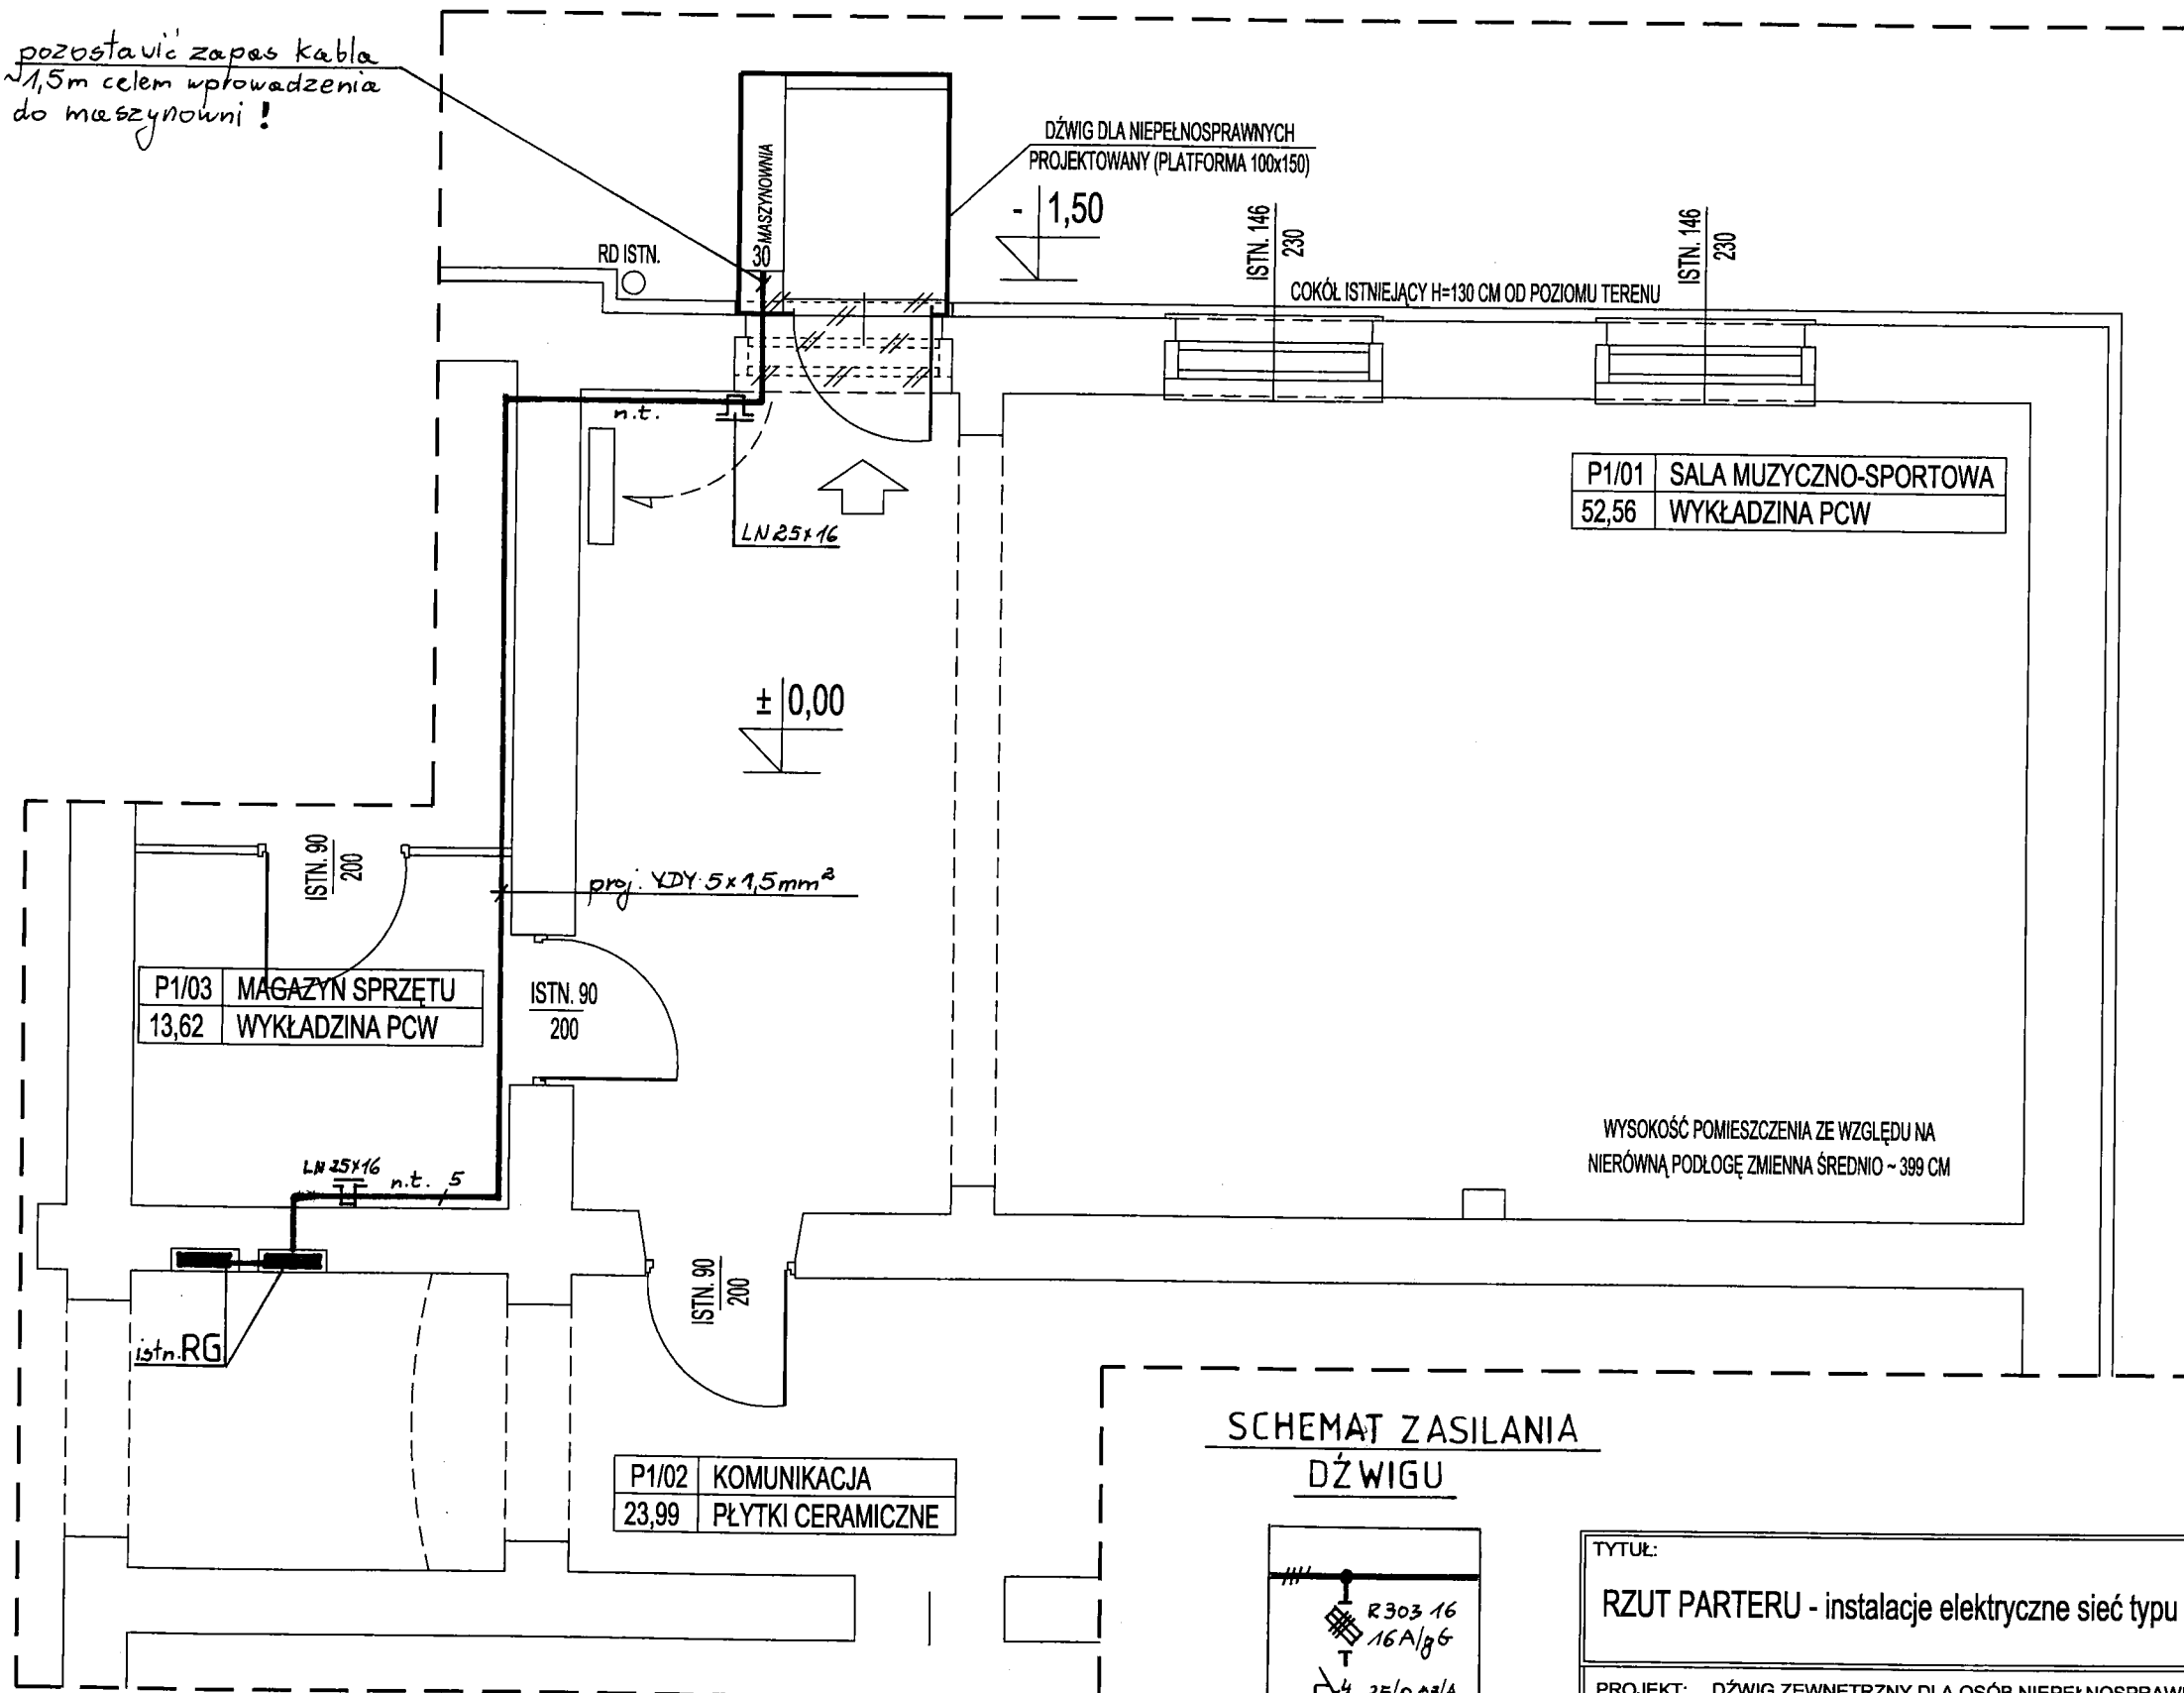 pozostawić zapas kabla
~1,5m celem wprowadzenia
do maszynowni !
DŹWIG DLA NIEPEŁNOSPRAWNYCH
PROJEKTOWANY (PLATFORMA 100x150)
MASZYNOWNIA
30
- 1,50
RD ISTN.
ISTN. 146
230
ISTN. 146
230
COKÓŁ ISTNIEJĄCY H=130 CM OD POZIOMU TERENU
n.t.
LN 25x16
P1/01 SALA MUZYCZNO-SPORTOWA
52,56 WYKŁADZINA PCW
± 0,00
ISTN. 90
200
proj. YDY 5x1,5mm²
P1/03 MAGAZYN SPRZĘTU
13,62 WYKŁADZINA PCW
ISTN. 90
200
WYSOKOŚĆ POMIESZCZENIA ZE WZGLĘDU NA
NIERÓWNĄ PODŁOGĘ ZMIENNA ŚREDNIO ~ 399 CM
LN 25x16
n.t. 5
ISTN. 90
200
istn. RG
P1/02 KOMUNIKACJA
23,99 PŁYTKI CERAMICZNE
SCHEMAT ZASILANIA
DŹWIGU
R303 16
16A/gG
TYTUŁ:
RZUT PARTERU - instalacje elektryczne sieć typu
PROJEKT: DŹWIG ZEWNĘTRZNY DLA OSÓB